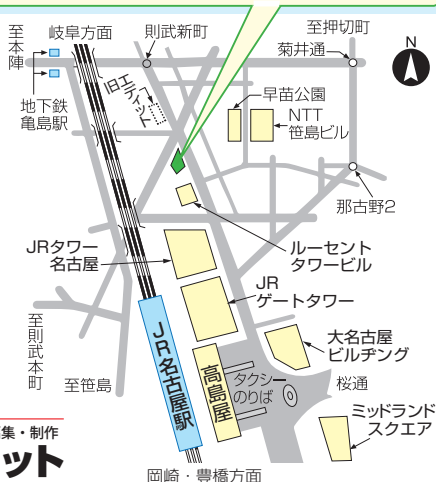 至本陣
岐阜方面
則武新町
至押切町
菊井通
N
地下鉄
亀島駅
旧エディット
早苗公園
NTT
笹島ビル
那古野2
JRタワー
名古屋
ルーセント
タワービル
JR
ゲートタワー
至則武本町
JR名古屋駅
大名古屋
ビルヂング
高島屋
タクシー
のりば
桜通
至笹島
ミッドランド
スクエア
集・制作
ット
岡崎・豊橋方面